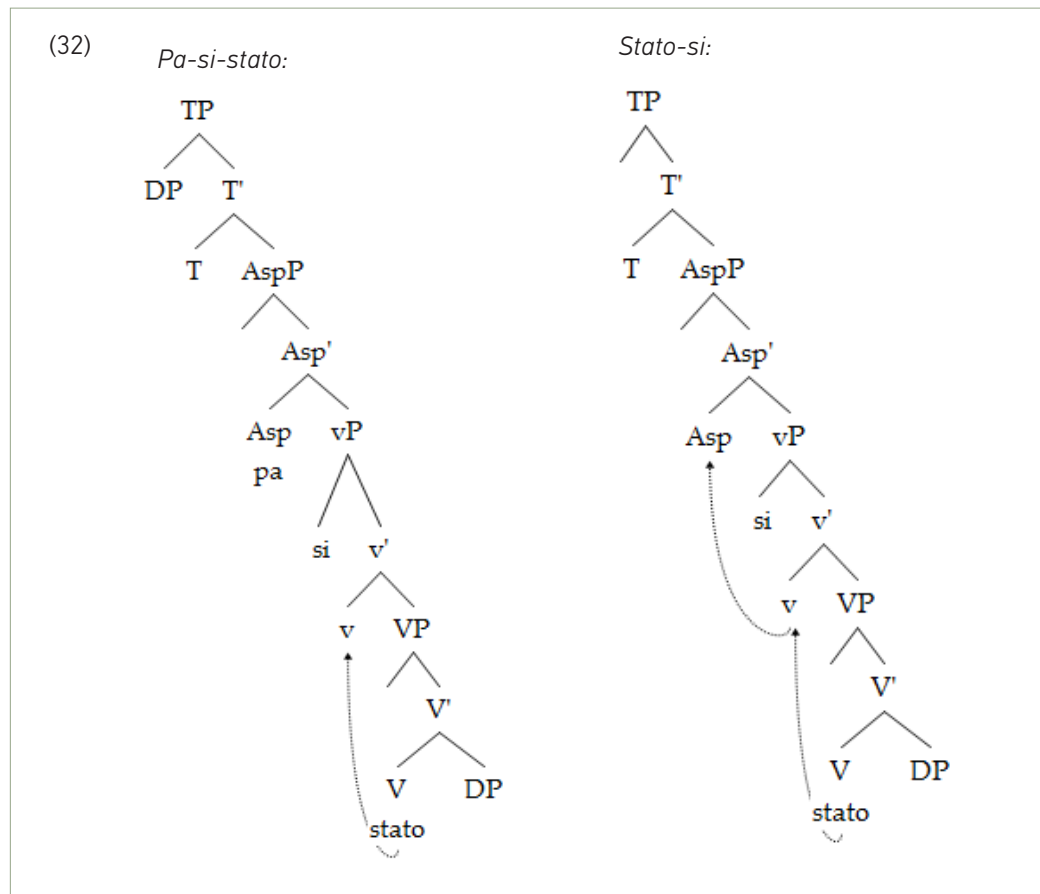 (32)
Pa-si-stato:
TP
DP T'
T AspP
Asp'
Asp vP
pa
si v'
v VP
V'
V DP
stato
Stato-si:
TP
T'
T AspP
Asp'
Asp vP
si v'
v VP
V'
V DP
stato